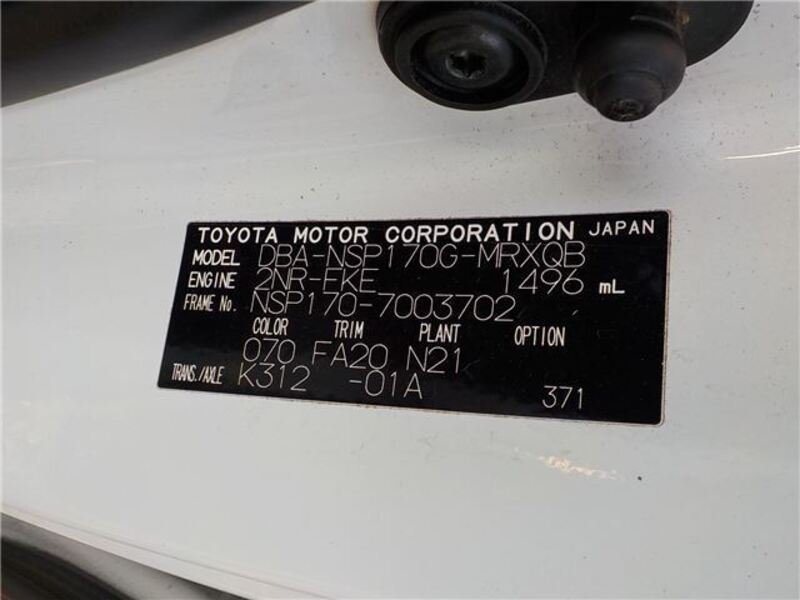 TOYOTA MOTOR CORPORATION JAPAN
MODEL DBA-NSP170G-MRXQB
ENGINE 2NR-FKE 1496 mL
FRAME No. NSP170-7003702
COLOR TRIM PLANT OPTION
070 FA20 N21
TRANS./AXLE K312 -01A 371